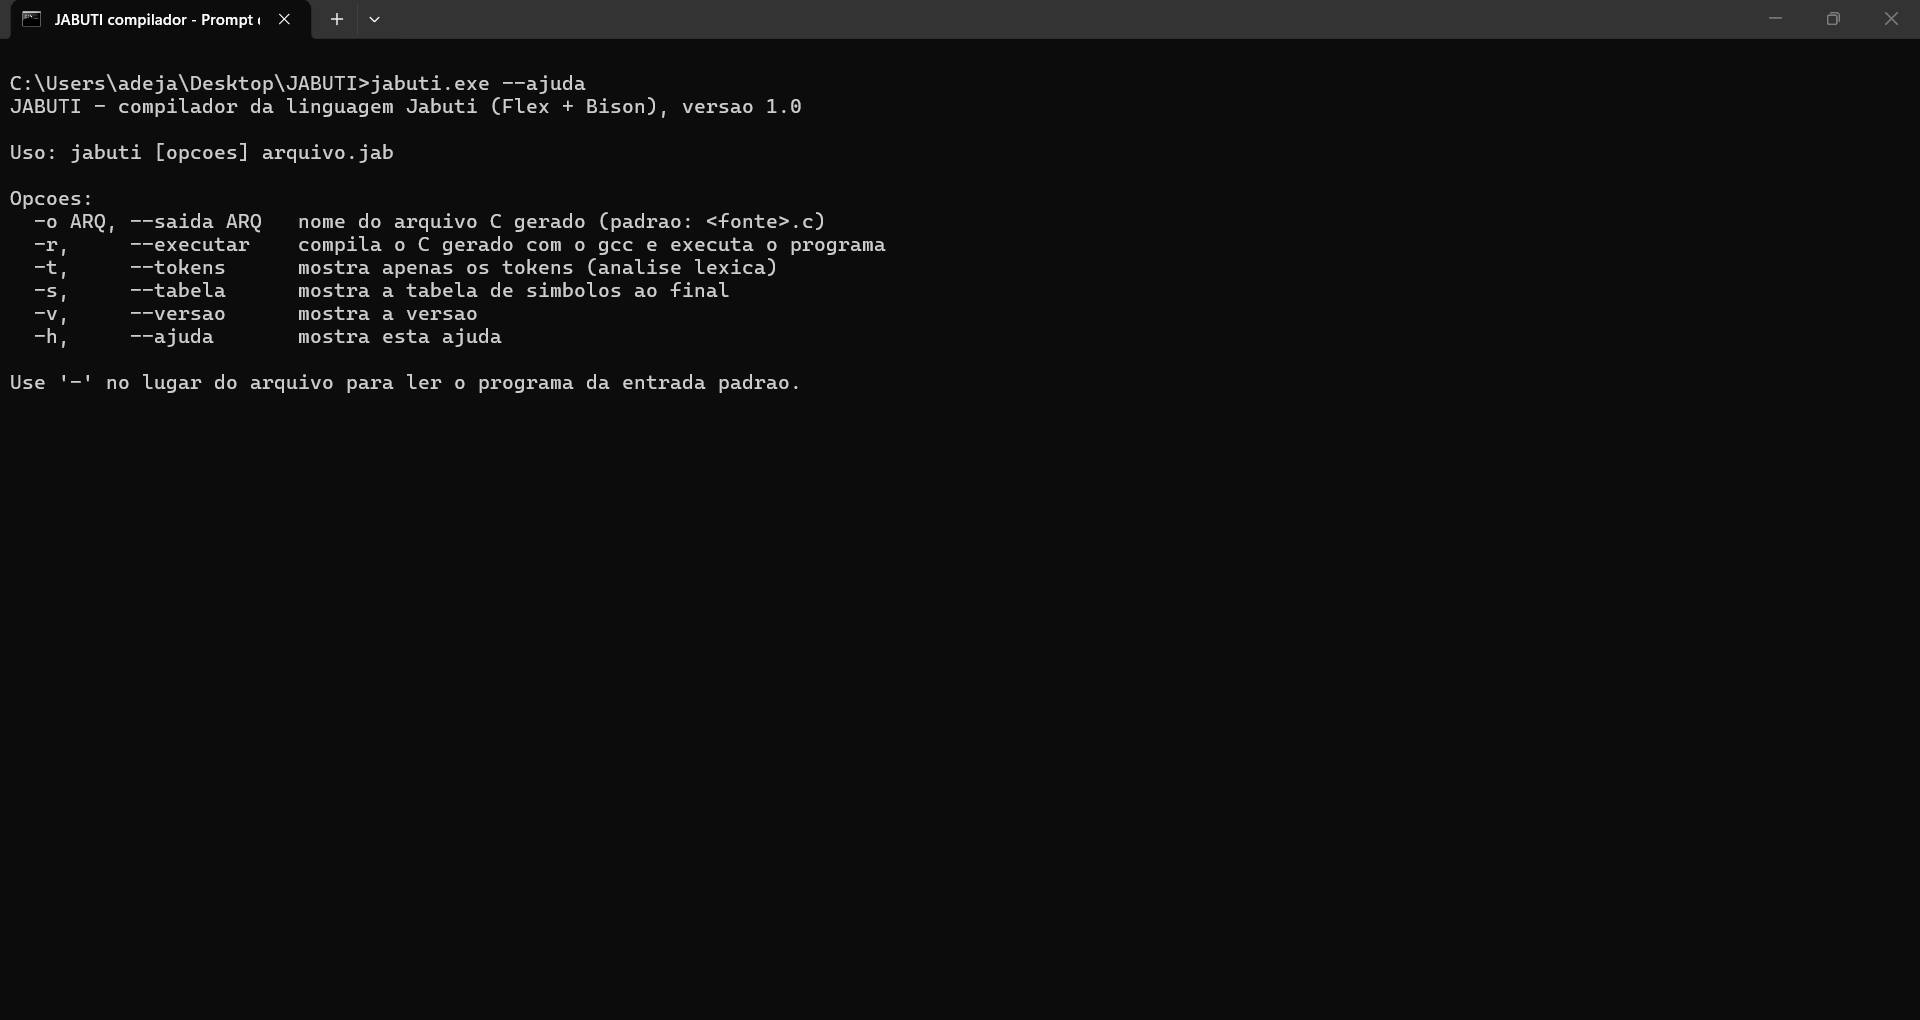 JABUTI compilador - Prompt
C:\Users\adeja\Desktop\JABUTI>jabuti.exe --ajuda
JABUTI - compilador da linguagem Jabuti (Flex + Bison), versao 1.0
Uso: jabuti [opcoes] arquivo.jab
Opcoes:
  -o ARQ, --saida ARQ   nome do arquivo C gerado (padrao: <fonte>.c)
  -r,     --executar    compila o C gerado com o gcc e executa o programa
  -t,     --tokens      mostra apenas os tokens (analise lexica)
  -s,     --tabela      mostra a tabela de simbolos ao final
  -v,     --versao      mostra a versao
  -h,     --ajuda       mostra esta ajuda
Use '-' no lugar do arquivo para ler o programa da entrada padrao.